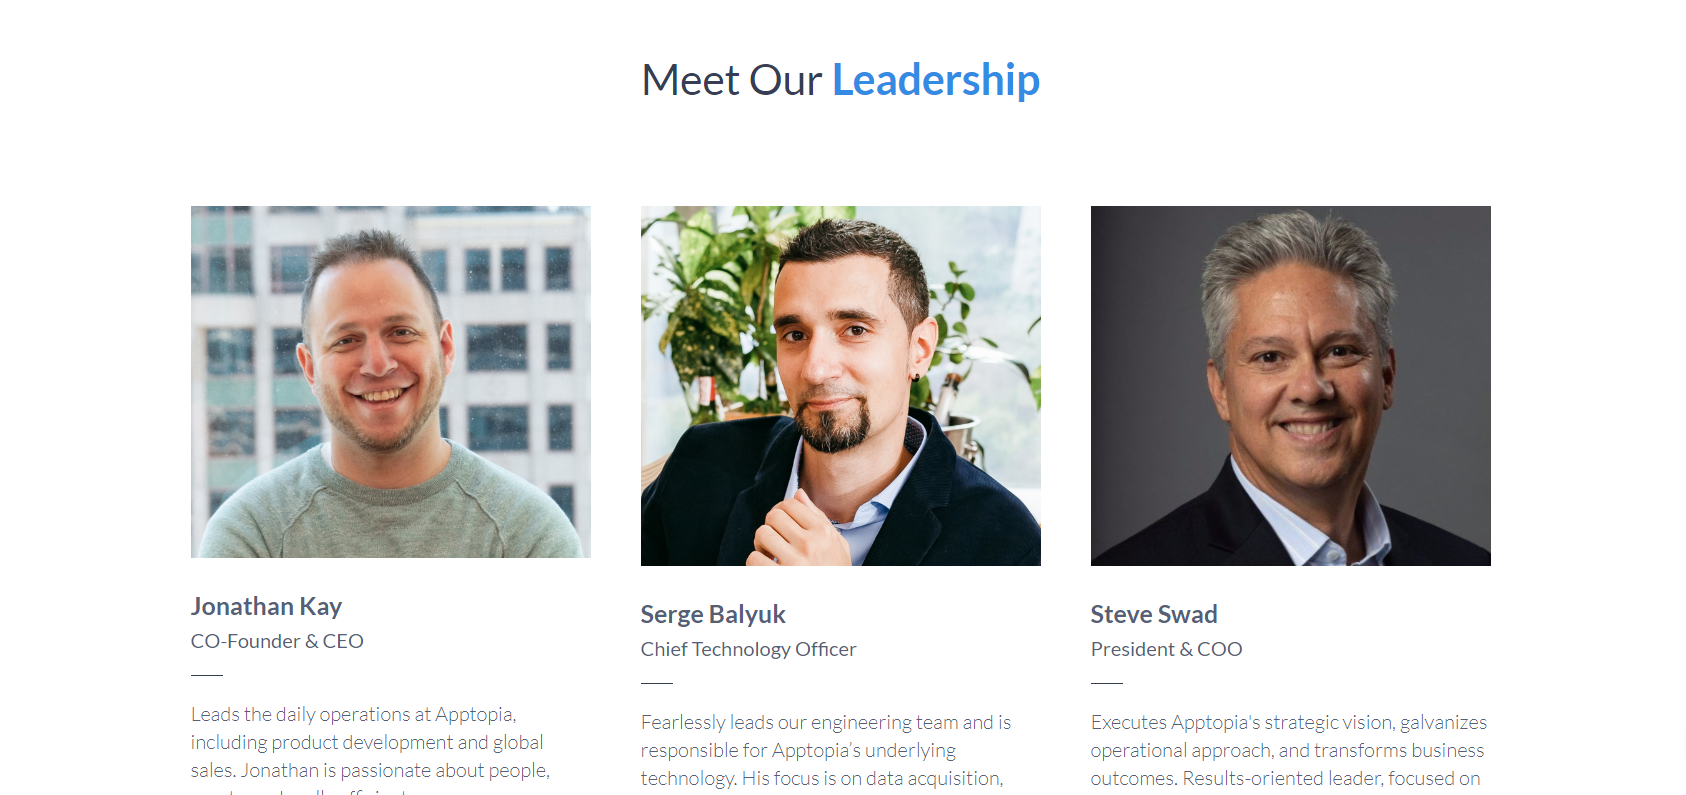 Meet Our Leadership
Jonathan Kay
CO-Founder & CEO
Leads the daily operations at Apptopia,
including product development and global
sales. Jonathan is passionate about people,
Serge Balyuk
Chief Technology Officer
Fearlessly leads our engineering team and is
responsible for Apptopia’s underlying
technology. His focus is on data acquisition,
Steve Swad
President & COO
Executes Apptopia's strategic vision, galvanizes
operational approach, and transforms business
outcomes. Results-oriented leader, focused on